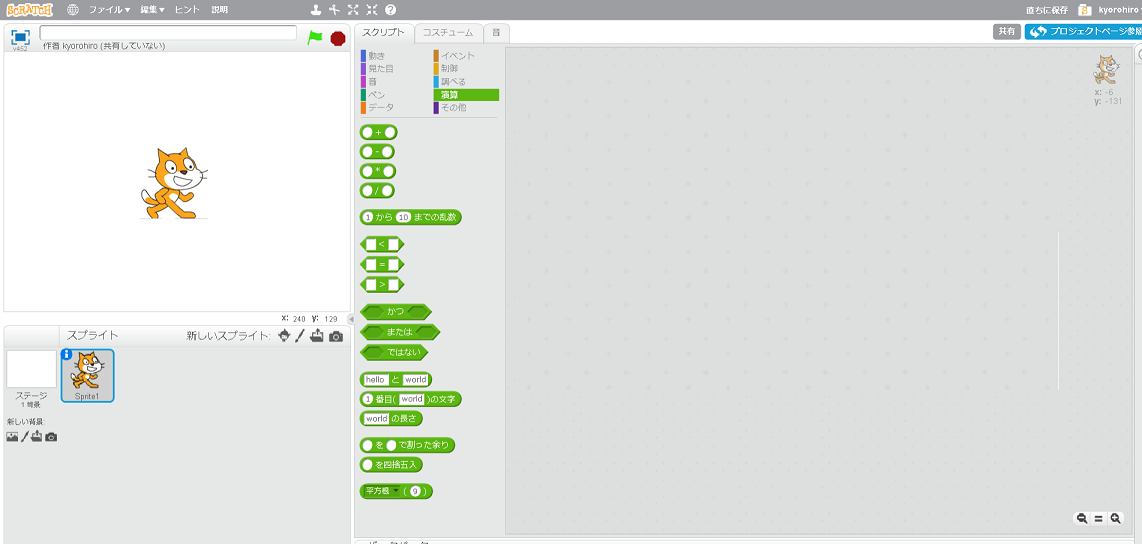 SCRATCH ファイル▼ 編集▼ ヒント 説明 直ちに保存 kyorohiro
v452
作者 kyorohiro (共有していない)
スクリプト コスチューム 音
共有 プロジェクトページ参照
動き イベント
見た目 制御
音 調べる
ペン 演算
データ その他
+
-
*
/
1 から 10 までの乱数
<
=
>
かつ
または
ではない
hello と world
1 番目( world )の文字
world の長さ
を で割った余り
を四捨五入
平方根 ( 9 )
x: -6
y: -131
x: 240 y: 129
スプライト 新しいスプライト:
ステージ
1 背景
Sprite1
新しい背景: